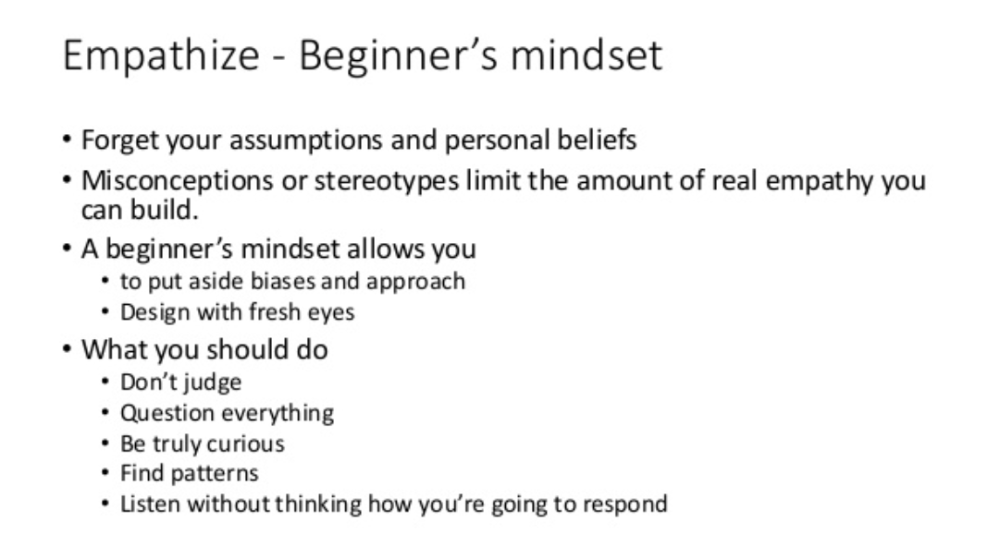 Empathize - Beginner's mindset
• Forget your assumptions and personal beliefs
• Misconceptions or stereotypes limit the amount of real empathy you
can build.
• A beginner's mindset allows you
• to put aside biases and approach
• Design with fresh eyes
• What you should do
• Don't judge
• Question everything
• Be truly curious
• Find patterns
• Listen without thinking how you're going to respond